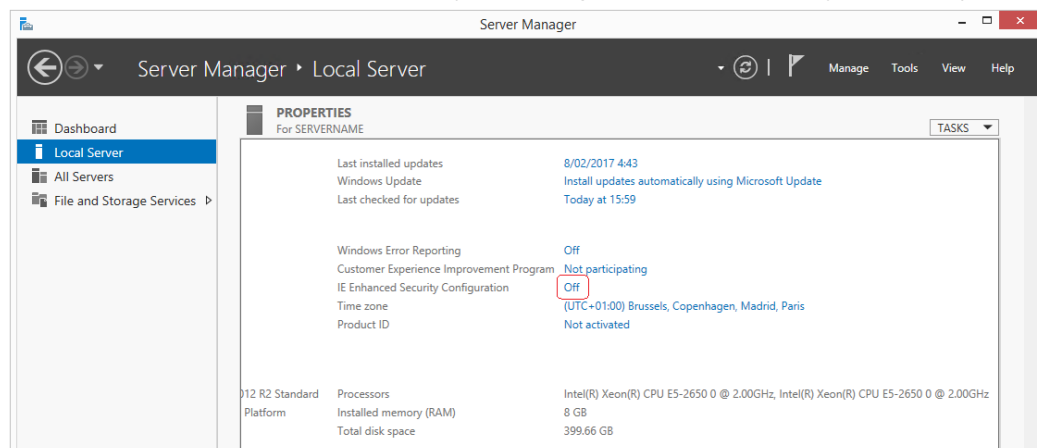 Server Manager
Server Manager • Local Server
Manage Tools View Help
Dashboard
Local Server
All Servers
File and Storage Services
PROPERTIES
For SERVERNAME
TASKS
Last installed updates 8/02/2017 4:43
Windows Update Install updates automatically using Microsoft Update
Last checked for updates Today at 15:59
Windows Error Reporting Off
Customer Experience Improvement Program Not participating
IE Enhanced Security Configuration Off
Time zone (UTC+01:00) Brussels, Copenhagen, Madrid, Paris
Product ID Not activated
012 R2 Standard Processors Intel(R) Xeon(R) CPU E5-2650 0 @ 2.00GHz, Intel(R) Xeon(R) CPU E5-2650 0 @ 2.00GHz
Platform Installed memory (RAM) 8 GB
Total disk space 399.66 GB